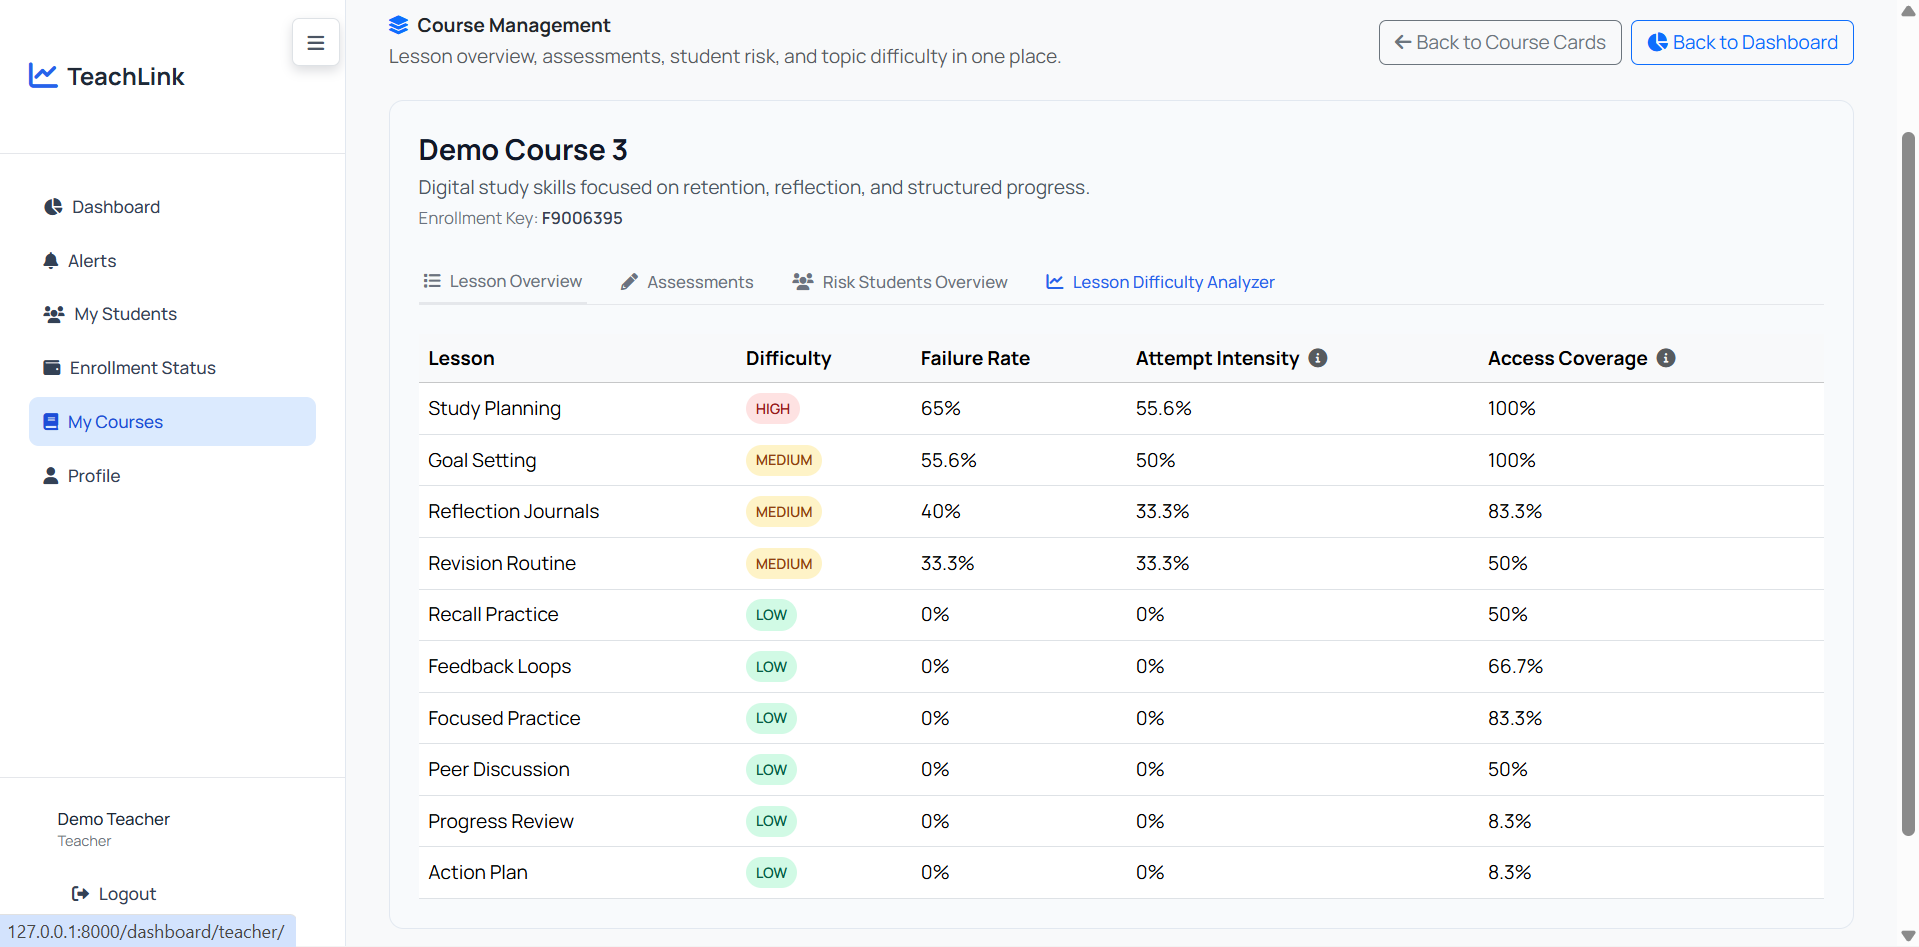 TeachLink
Dashboard
Alerts
My Students
Enrollment Status
My Courses
Profile
Demo Teacher
Teacher
Logout
127.0.0.1:8000/dashboard/teacher/
Course Management
Lesson overview, assessments, student risk, and topic difficulty in one place.
Back to Course Cards
Back to Dashboard
Demo Course 3
Digital study skills focused on retention, reflection, and structured progress.
Enrollment Key: F9006395
Lesson Overview Assessments Risk Students Overview Lesson Difficulty Analyzer
Lesson Difficulty Failure Rate Attempt Intensity Access Coverage
Study Planning HIGH 65% 55.6% 100%
Goal Setting MEDIUM 55.6% 50% 100%
Reflection Journals MEDIUM 40% 33.3% 83.3%
Revision Routine MEDIUM 33.3% 33.3% 50%
Recall Practice LOW 0% 0% 50%
Feedback Loops LOW 0% 0% 66.7%
Focused Practice LOW 0% 0% 83.3%
Peer Discussion LOW 0% 0% 50%
Progress Review LOW 0% 0% 8.3%
Action Plan LOW 0% 0% 8.3%